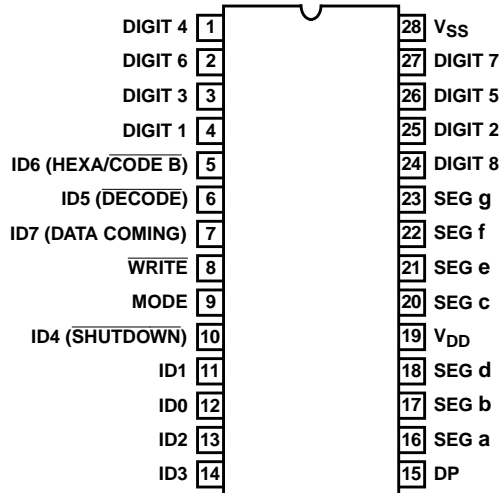 DIGIT 4 1 28 VSS
DIGIT 6 2 27 DIGIT 7
DIGIT 3 3 26 DIGIT 5
DIGIT 1 4 25 DIGIT 2
ID6 (HEXA/CODE B) 5 24 DIGIT 8
ID5 (DECODE) 6 23 SEG g
ID7 (DATA COMING) 7 22 SEG f
WRITE 8 21 SEG e
MODE 9 20 SEG c
ID4 (SHUTDOWN) 10 19 VDD
ID1 11 18 SEG d
ID0 12 17 SEG b
ID2 13 16 SEG a
ID3 14 15 DP